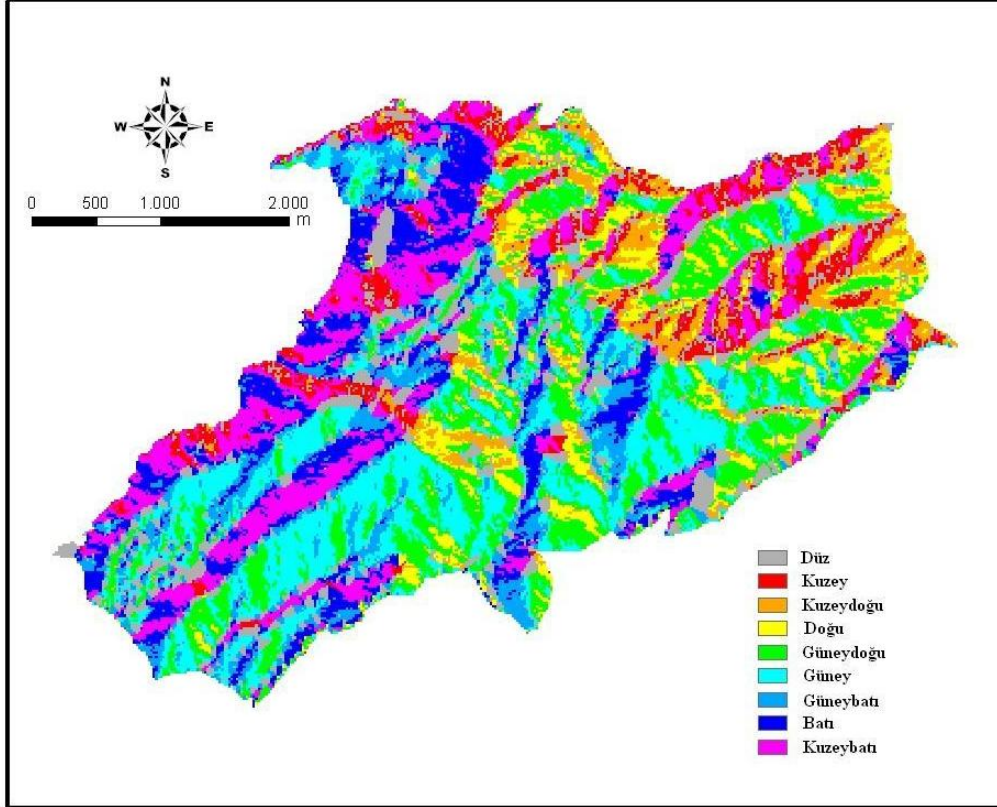 N
W E
S
0 500 1.000 2.000
m
Düz
Kuzey
Kuzeydoğu
Doğu
Güneydoğu
Güney
Güneybatı
Batı
Kuzeybatı